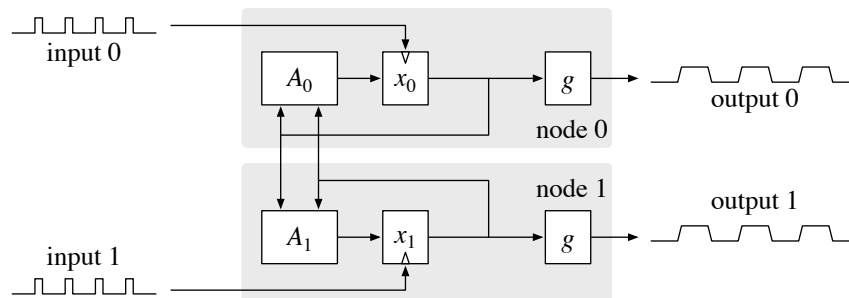 input 0
A0
x0
g
output 0
node 0
node 1
output 1
A1
x1
g
input 1